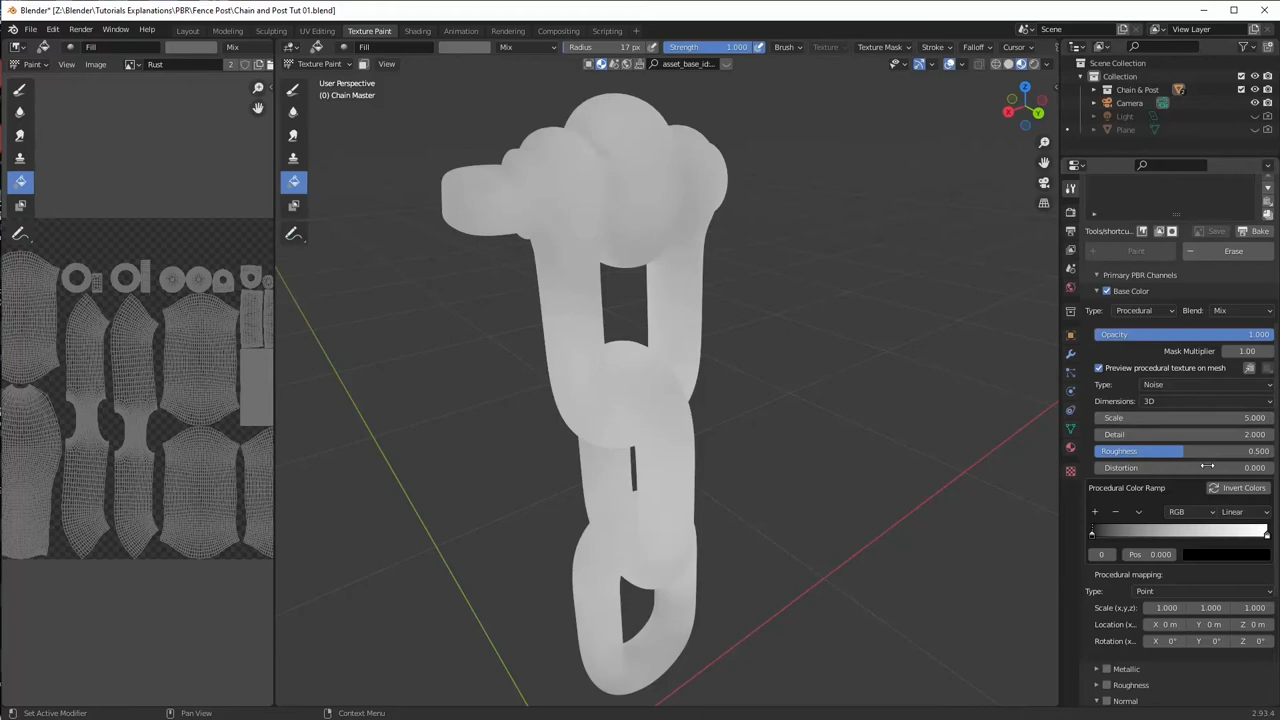 Blender* [Z:\Blender\Tutorials Explanations\PBR\Fence Post\Chain and Post Tut 01.blend]
File Edit Render Window Help Layout Modeling Sculpting UV Editing Texture Paint Shading Animation Rendering Compositing Scripting + Scene View Layer
Fill Mix
Paint View Image Rust 2
Fill Mix Radius 17 px Strength 1.000 Brush Texture Texture Mask Stroke Falloff Cursor
Texture Paint View asset_base_id:...
User Perspective
(0) Chain Master
Z
X
Y
Scene Collection
Collection
Chain & Post
Camera
Light
Plane
Tools/shortcu... Save Bake
Paint Erase
Primary PBR Channels
Base Color
Type: Procedural Blend: Mix
Opacity 1.000
Mask Multiplier 1.00
Preview procedural texture on mesh
Type: Noise
Dimensions: 3D
Scale 5.000
Detail 2.000
Roughness 0.500
Distortion 0.000
Procedural Color Ramp Invert Colors
+ − RGB Linear
0 Pos 0.000
Procedural mapping:
Type: Point
Scale (x,y,z): 1.000 1.000 1.000
Location (x... X 0 m Y 0 m Z 0 m
Rotation (x... X 0° Y 0° Z 0°
Metallic
Roughness
Normal
Set Active Modifier Pan View Context Menu 2.93.4